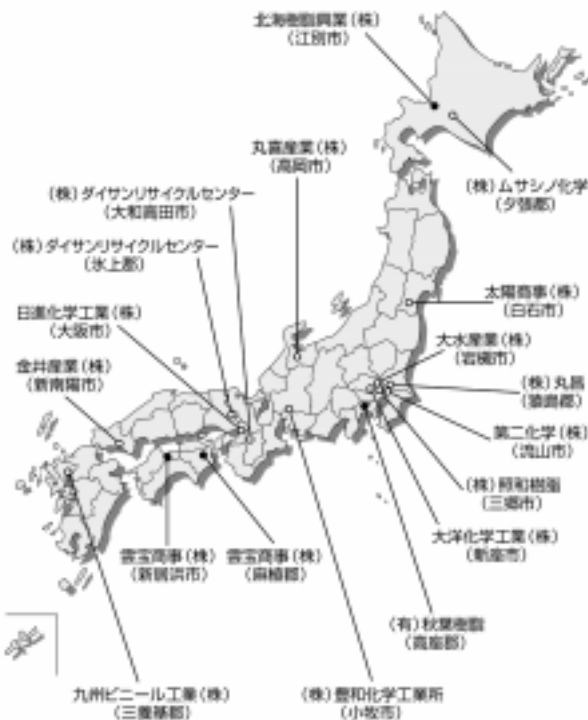 北海樹脂興業(株)
(江別市)
丸喜産業(株)
(高岡市)
(株)ムサシノ化学
(夕張郡)
(株)ダイサンリサイクルセンター
(大和高田市)
(株)ダイサンリサイクルセンター
(氷上郡)
日進化学工業(株)
(大阪市)
金井産業(株)
(新南陽市)
太陽商事(株)
(白石市)
大水産業(株)
(岩槻市)
(株)丸昌
(猿島郡)
第二化学(株)
(流山市)
(株)照和樹脂
(三郷市)
大洋化学工業(株)
(新座市)
雲宝商事(株)
(新居浜市)
雲宝商事(株)
(麻植郡)
(有)秋葉樹脂
(高座郡)
九州ビニール工業(株)
(三養基郡)
(株)豊和化学工業所
(小牧市)